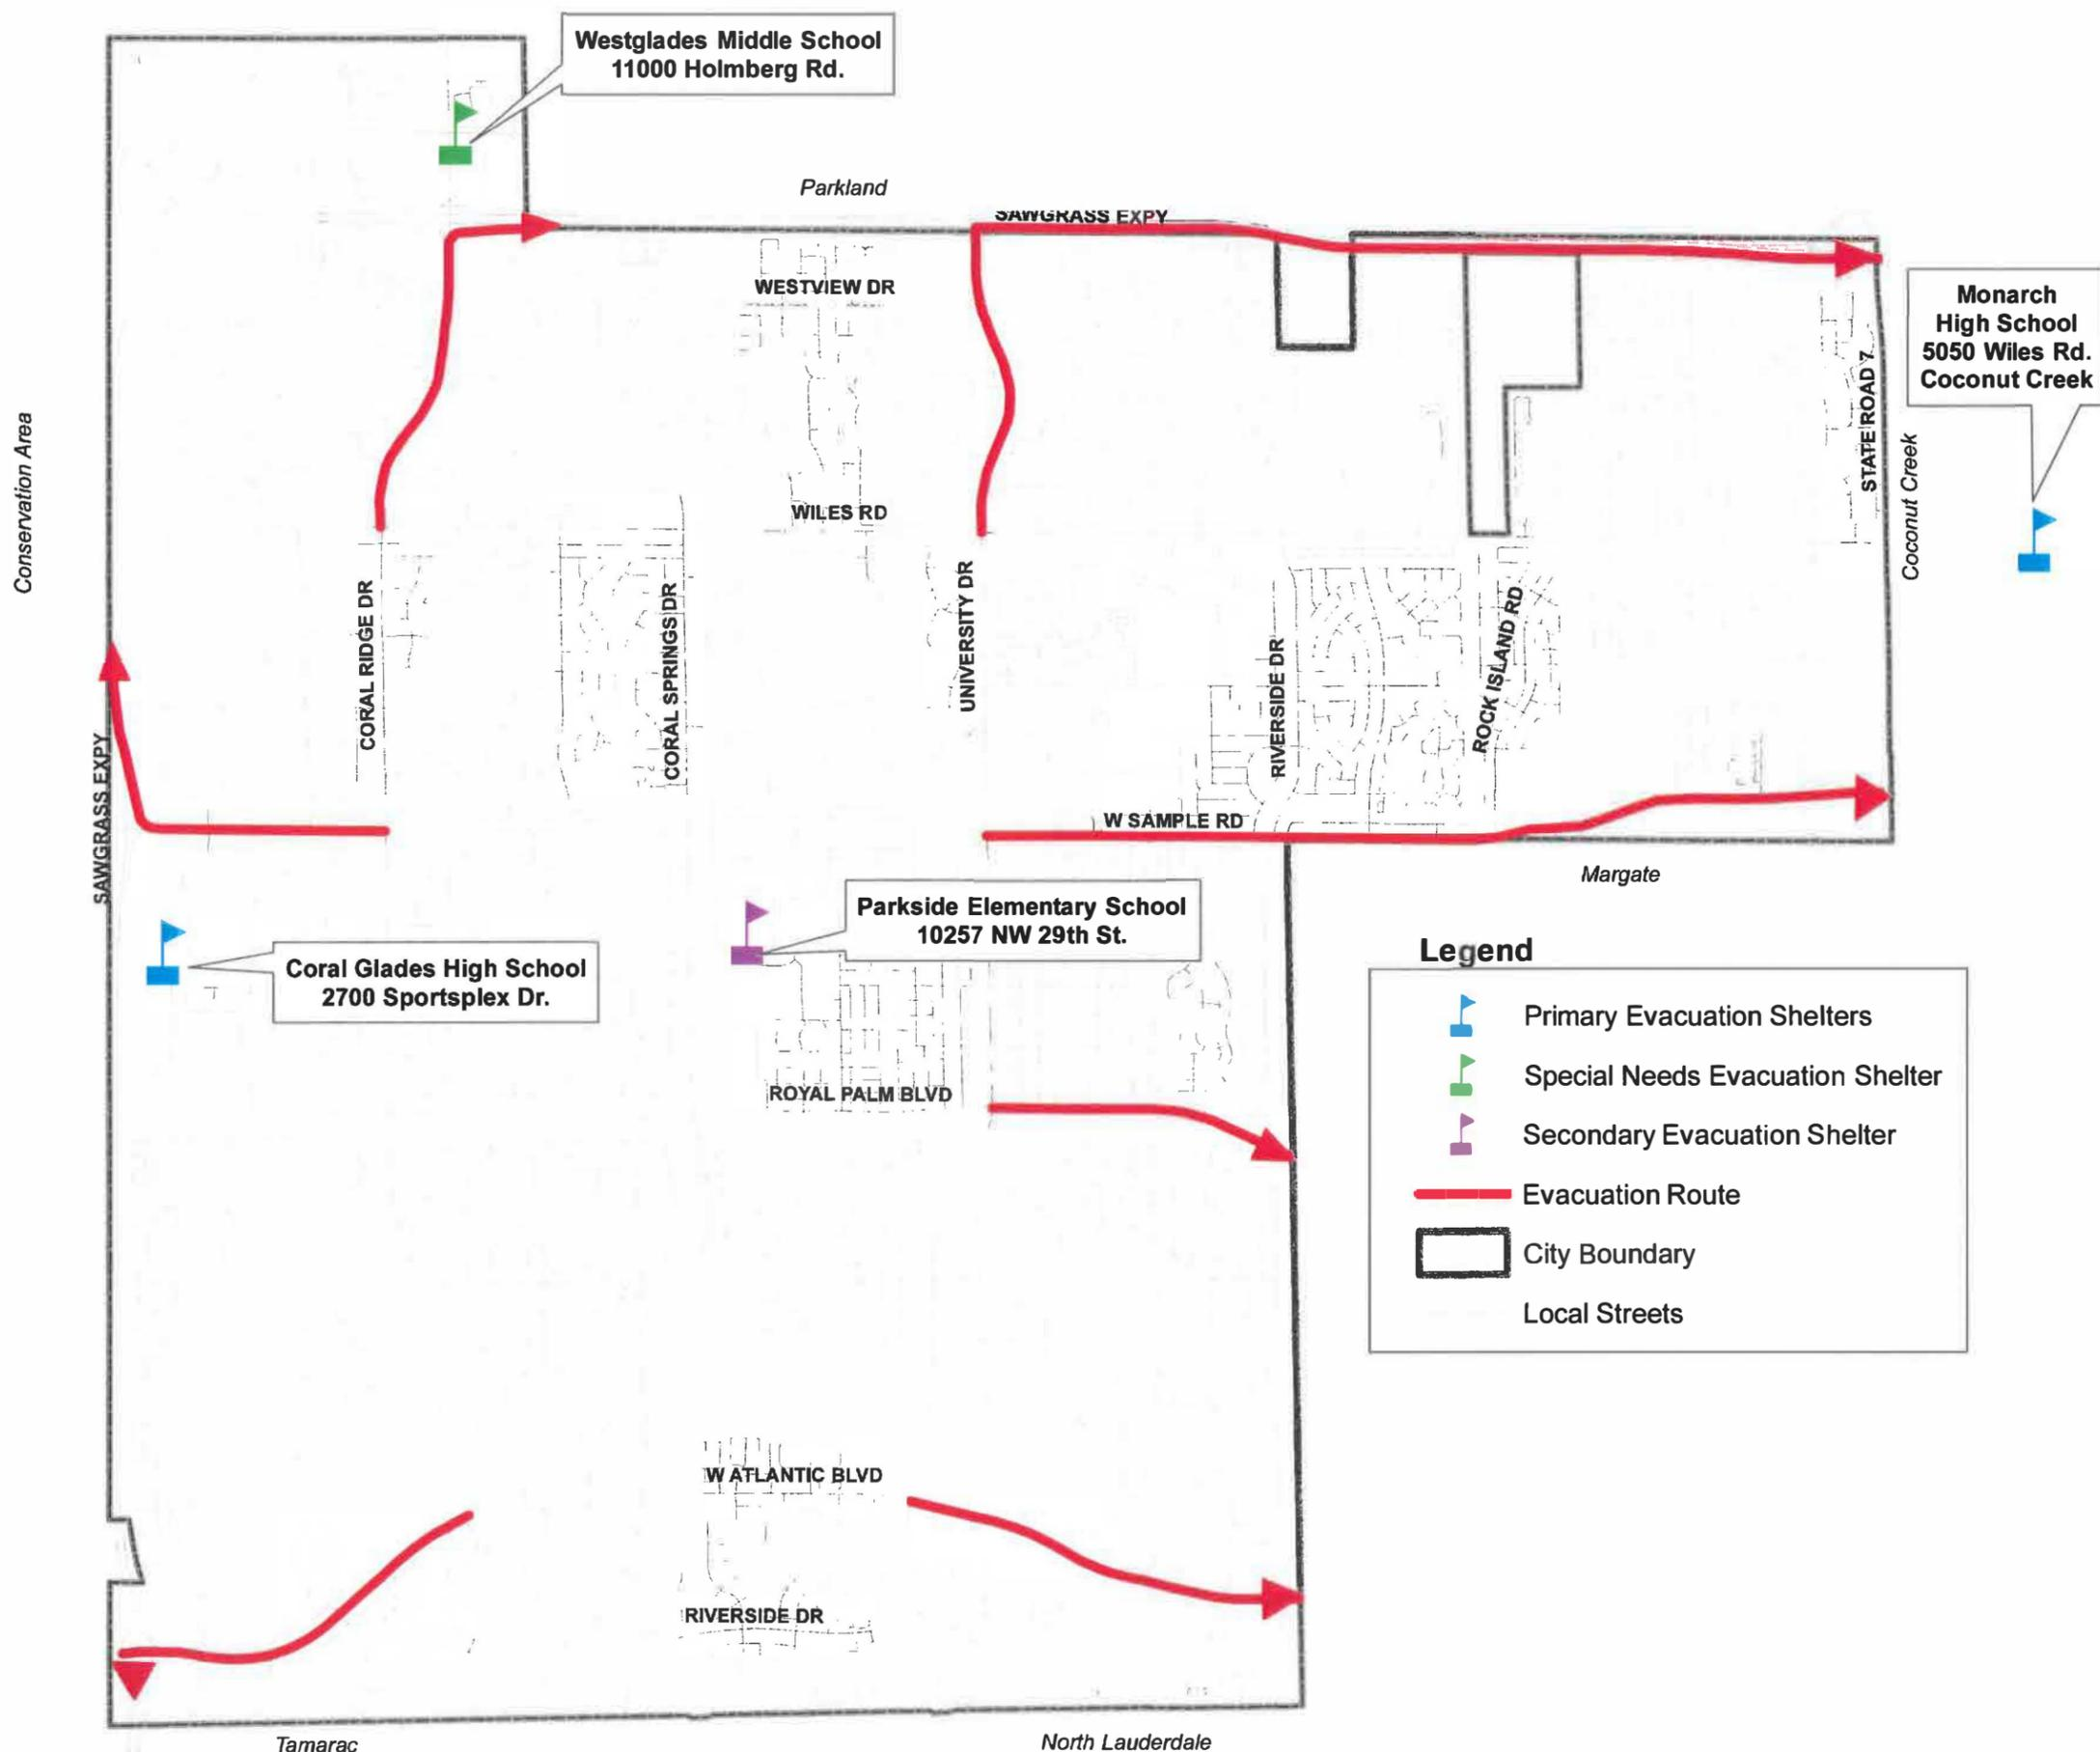 Westglades Middle School
11000 Holmberg Rd.
Parkland
SAWGRASS EXPY
WESTVIEW DR
Monarch
High School
5050 Wiles Rd.
Coconut Creek
STATE ROAD 7
Conservation Area
Coconut Creek
WILES RD
CORAL RIDGE DR
CORAL SPRINGS DR
UNIVERSITY DR
RIVERSIDE DR
ROCK ISLAND RD
SAWGRASS EXPY
W SAMPLE RD
Margate
Parkside Elementary School
10257 NW 29th St.
Coral Glades High School
2700 Sportsplex Dr.
ROYAL PALM BLVD
Legend
Primary Evacuation Shelters
Special Needs Evacuation Shelter
Secondary Evacuation Shelter
Evacuation Route
City Boundary
Local Streets
W ATLANTIC BLVD
RIVERSIDE DR
Tamarac
North Lauderdale